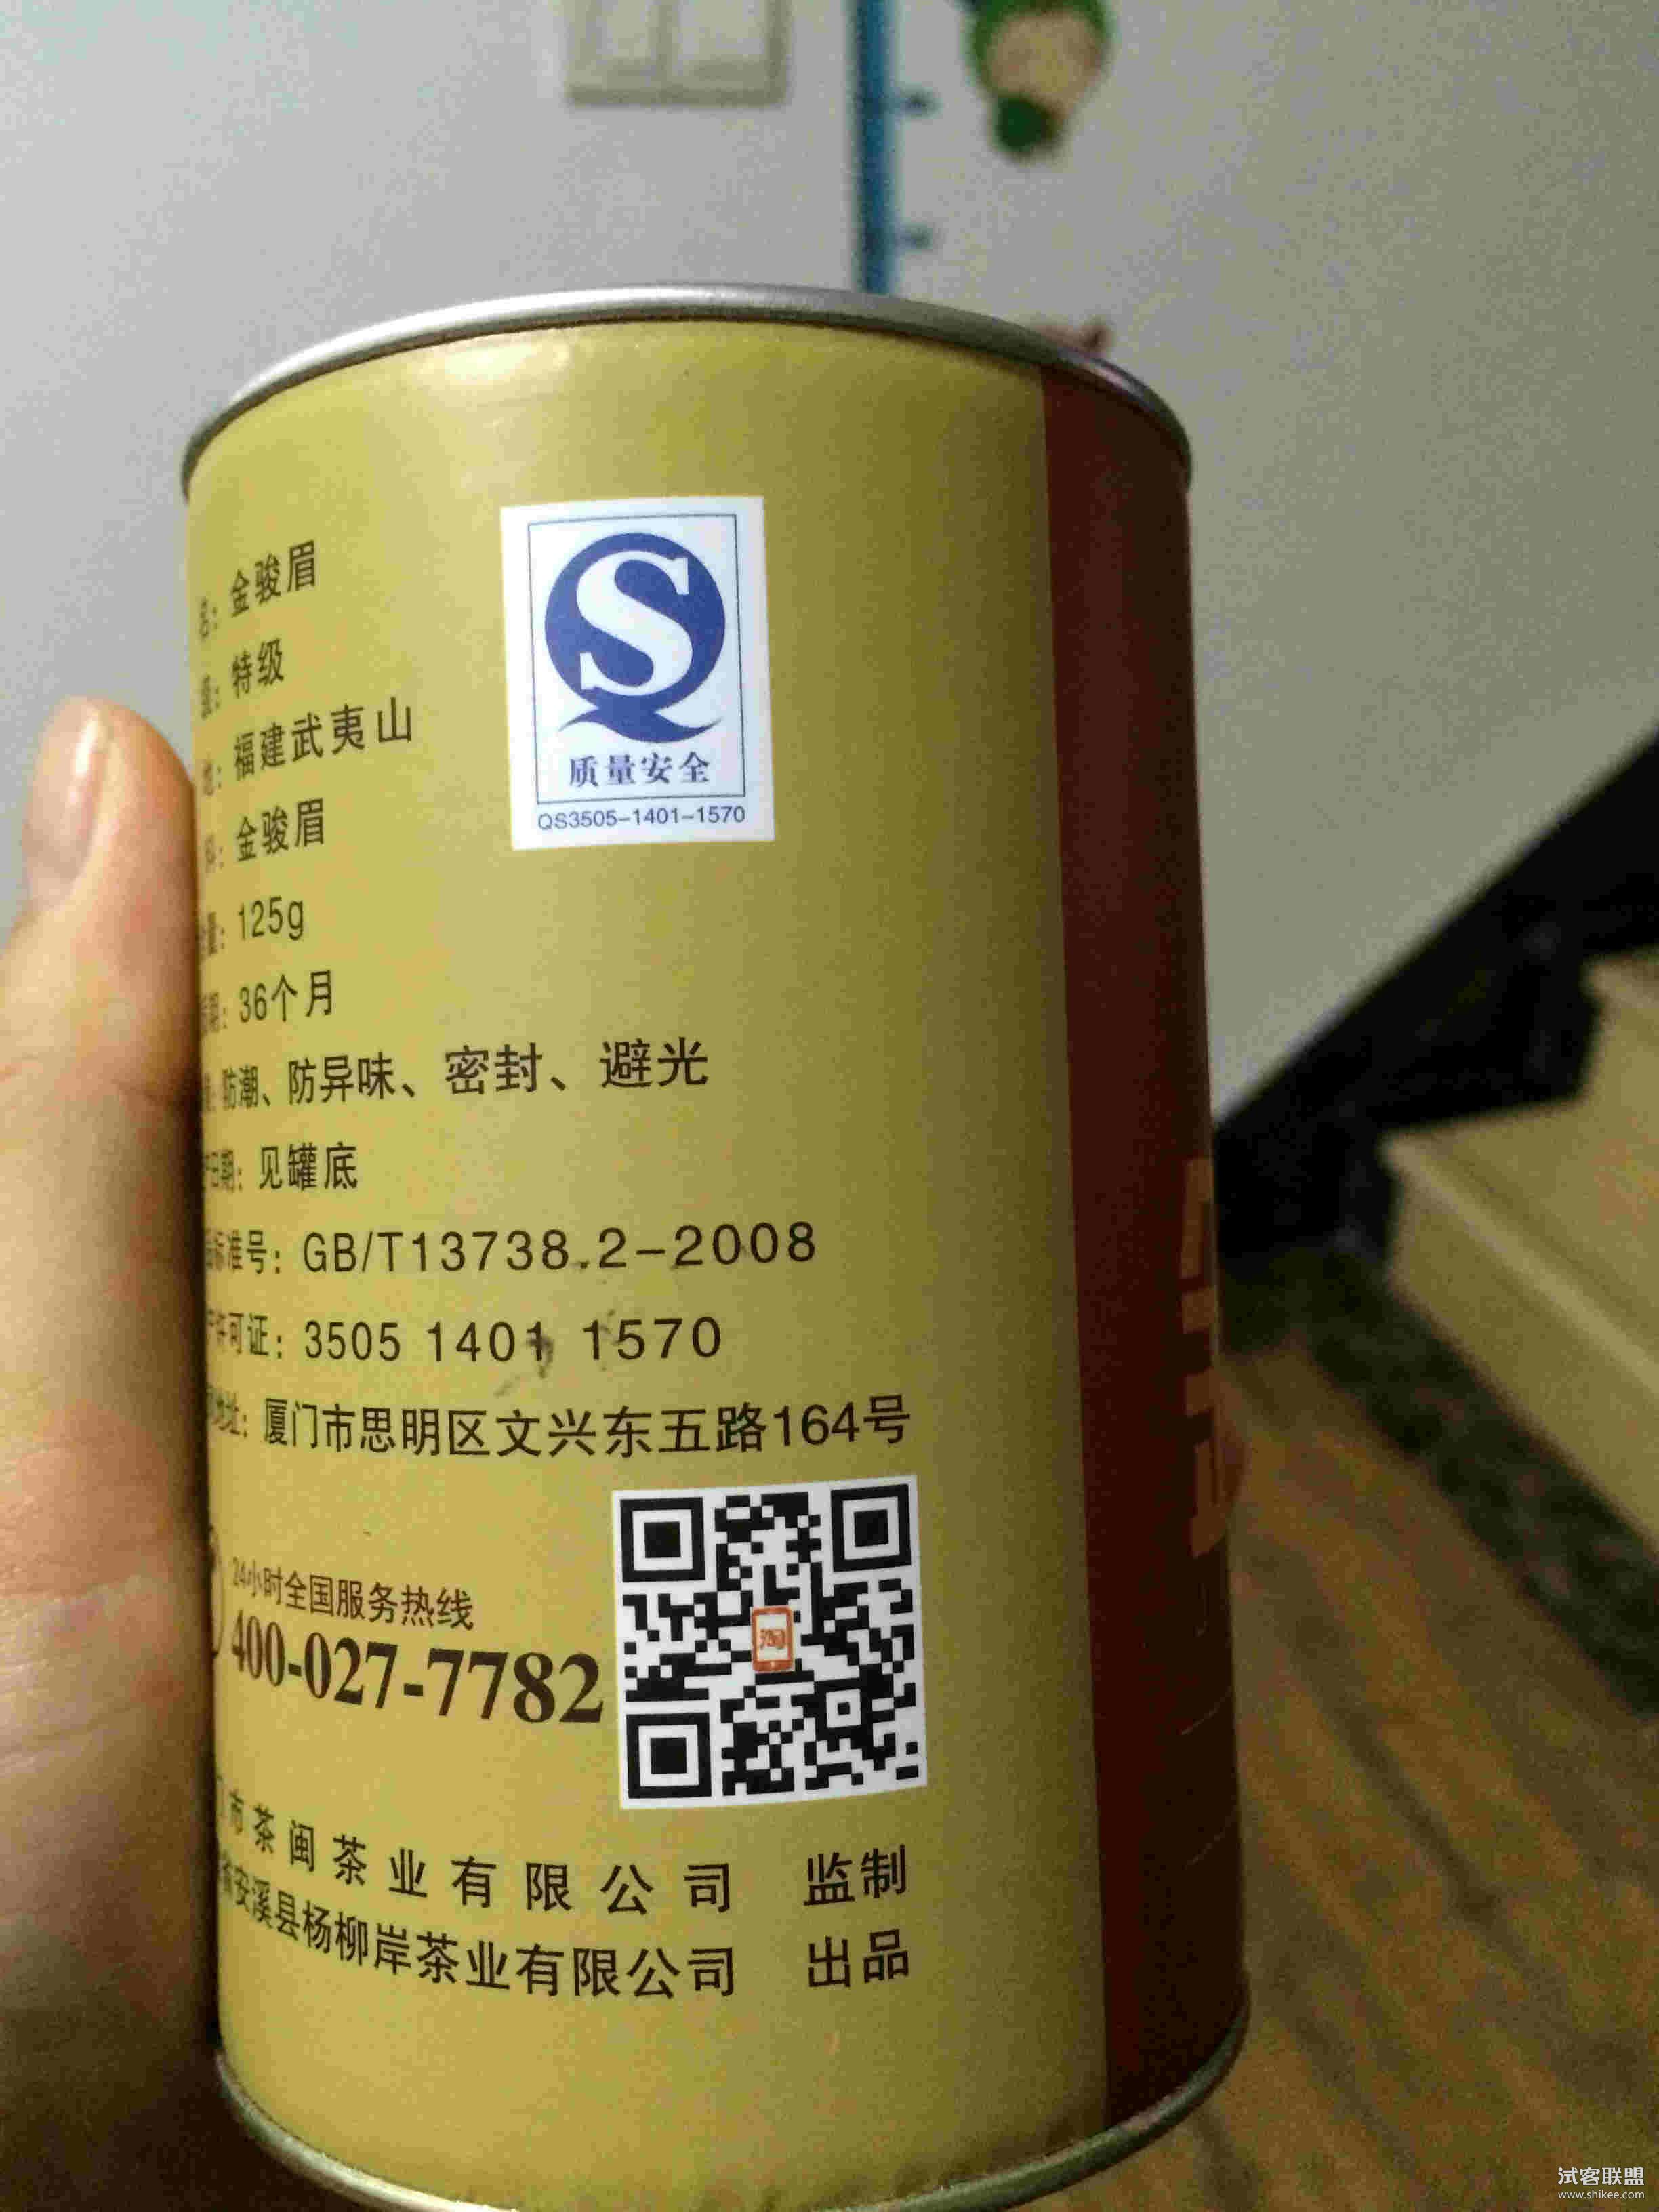 金骏眉
特级
地：福建武夷山
料：金骏眉
量：125g
期：36个月
防潮、防异味、密封、避光
日期：见罐底
标准号：GB/T13738.2-2008
许可证：3505 1401 1570
地址：厦门市思明区文兴东五路164号
S
质量安全
QS3505-1401-1570
24小时全国服务热线
400-027-7782
淘
市茶闽茶业有限公司 监制
安溪县杨柳岸茶业有限公司 出品
试客联盟
www.shikee.com